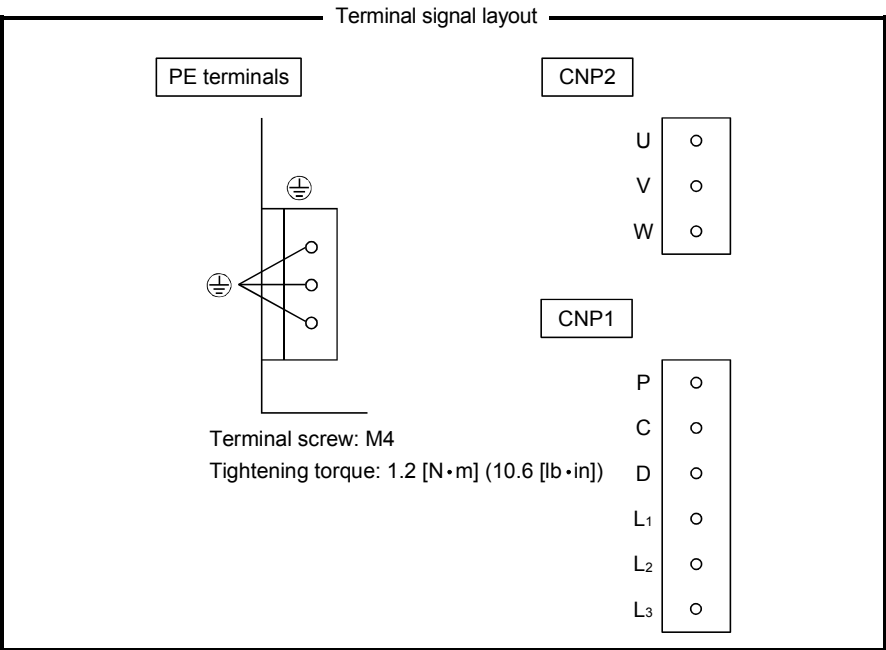 Terminal signal layout
PE terminals
Terminal screw: M4
Tightening torque: 1.2 [N•m] (10.6 [lb•in])
CNP2
U
V
W
CNP1
P
C
D
L1
L2
L3